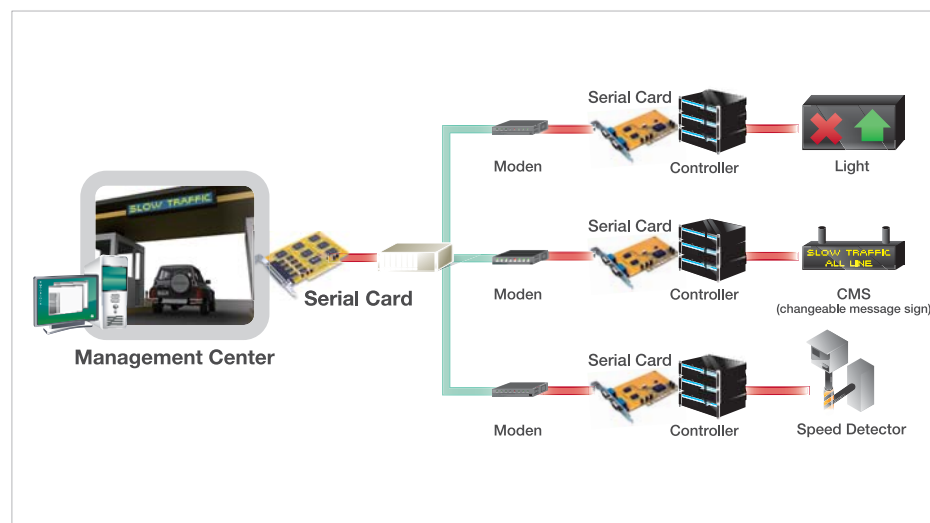 Serial Card
Moden
Controller
Light
SLOW TRAFFIC
Serial Card
Management Center
Serial Card
Moden
Controller
SLOW TRAFFIC
ALL LINE
CMS
(changeable message sign)
Serial Card
Moden
Controller
Speed Detector